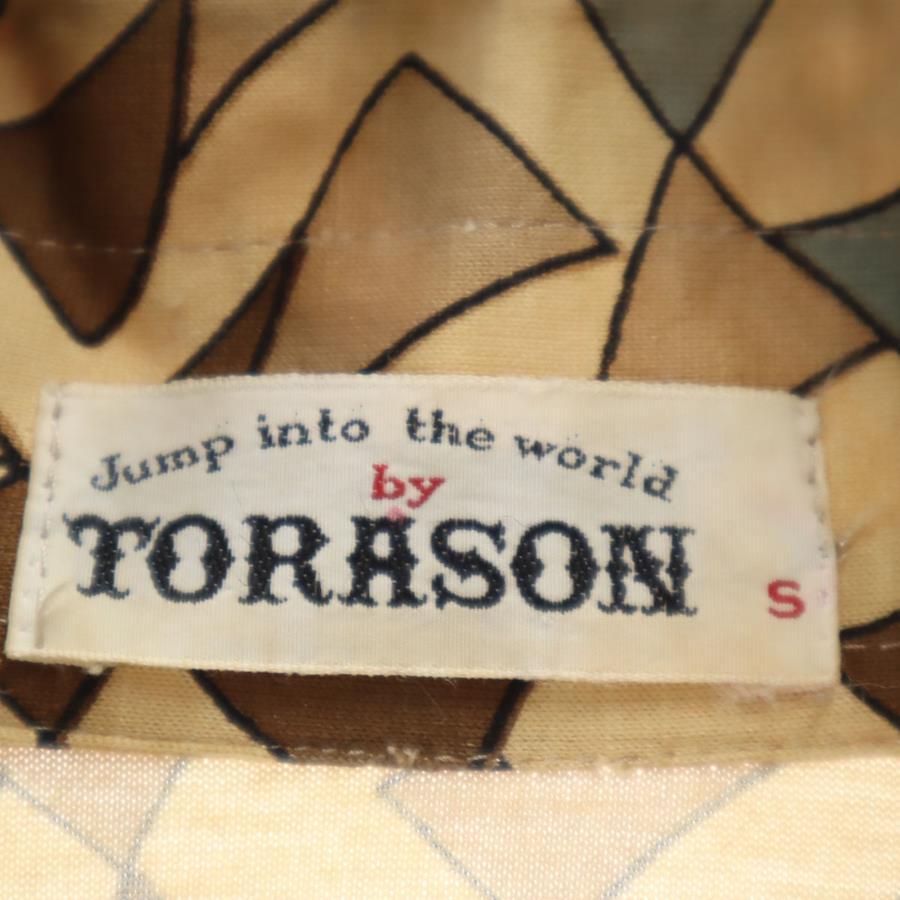 Jump into the world
by
TORASON
S